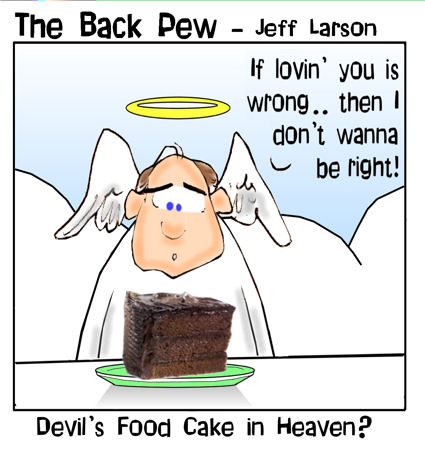 The Back Pew – Jeff Larson
If lovin' you is
wrong.. then I
don't wanna
be right!
Devil's Food Cake in Heaven?